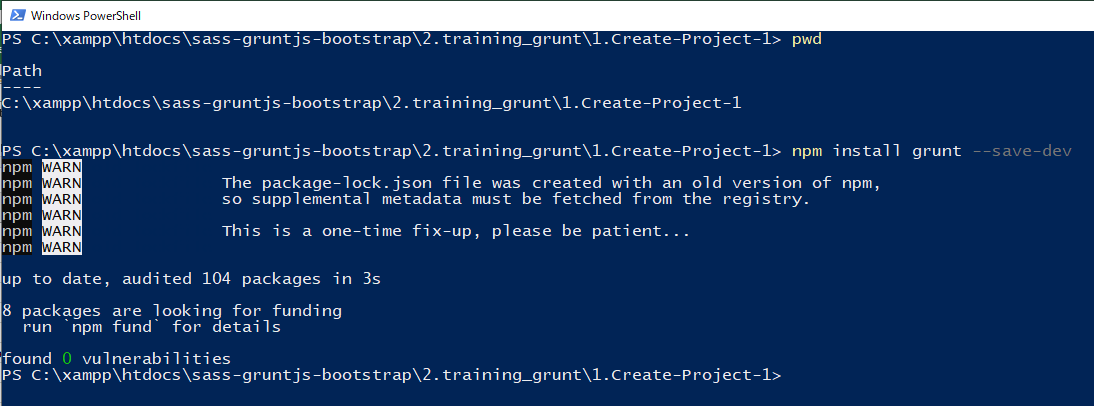 Windows PowerShell
PS C:\xampp\htdocs\sass-gruntjs-bootstrap\2.training_grunt\1.Create-Project-1> pwd
Path
----
C:\xampp\htdocs\sass-gruntjs-bootstrap\2.training_grunt\1.Create-Project-1
PS C:\xampp\htdocs\sass-gruntjs-bootstrap\2.training_grunt\1.Create-Project-1> npm install grunt --save-dev
npm WARN
npm WARN The package-lock.json file was created with an old version of npm,
npm WARN so supplemental metadata must be fetched from the registry.
npm WARN
npm WARN This is a one-time fix-up, please be patient...
npm WARN
up to date, audited 104 packages in 3s
8 packages are looking for funding
run `npm fund` for details
found 0 vulnerabilities
PS C:\xampp\htdocs\sass-gruntjs-bootstrap\2.training_grunt\1.Create-Project-1>